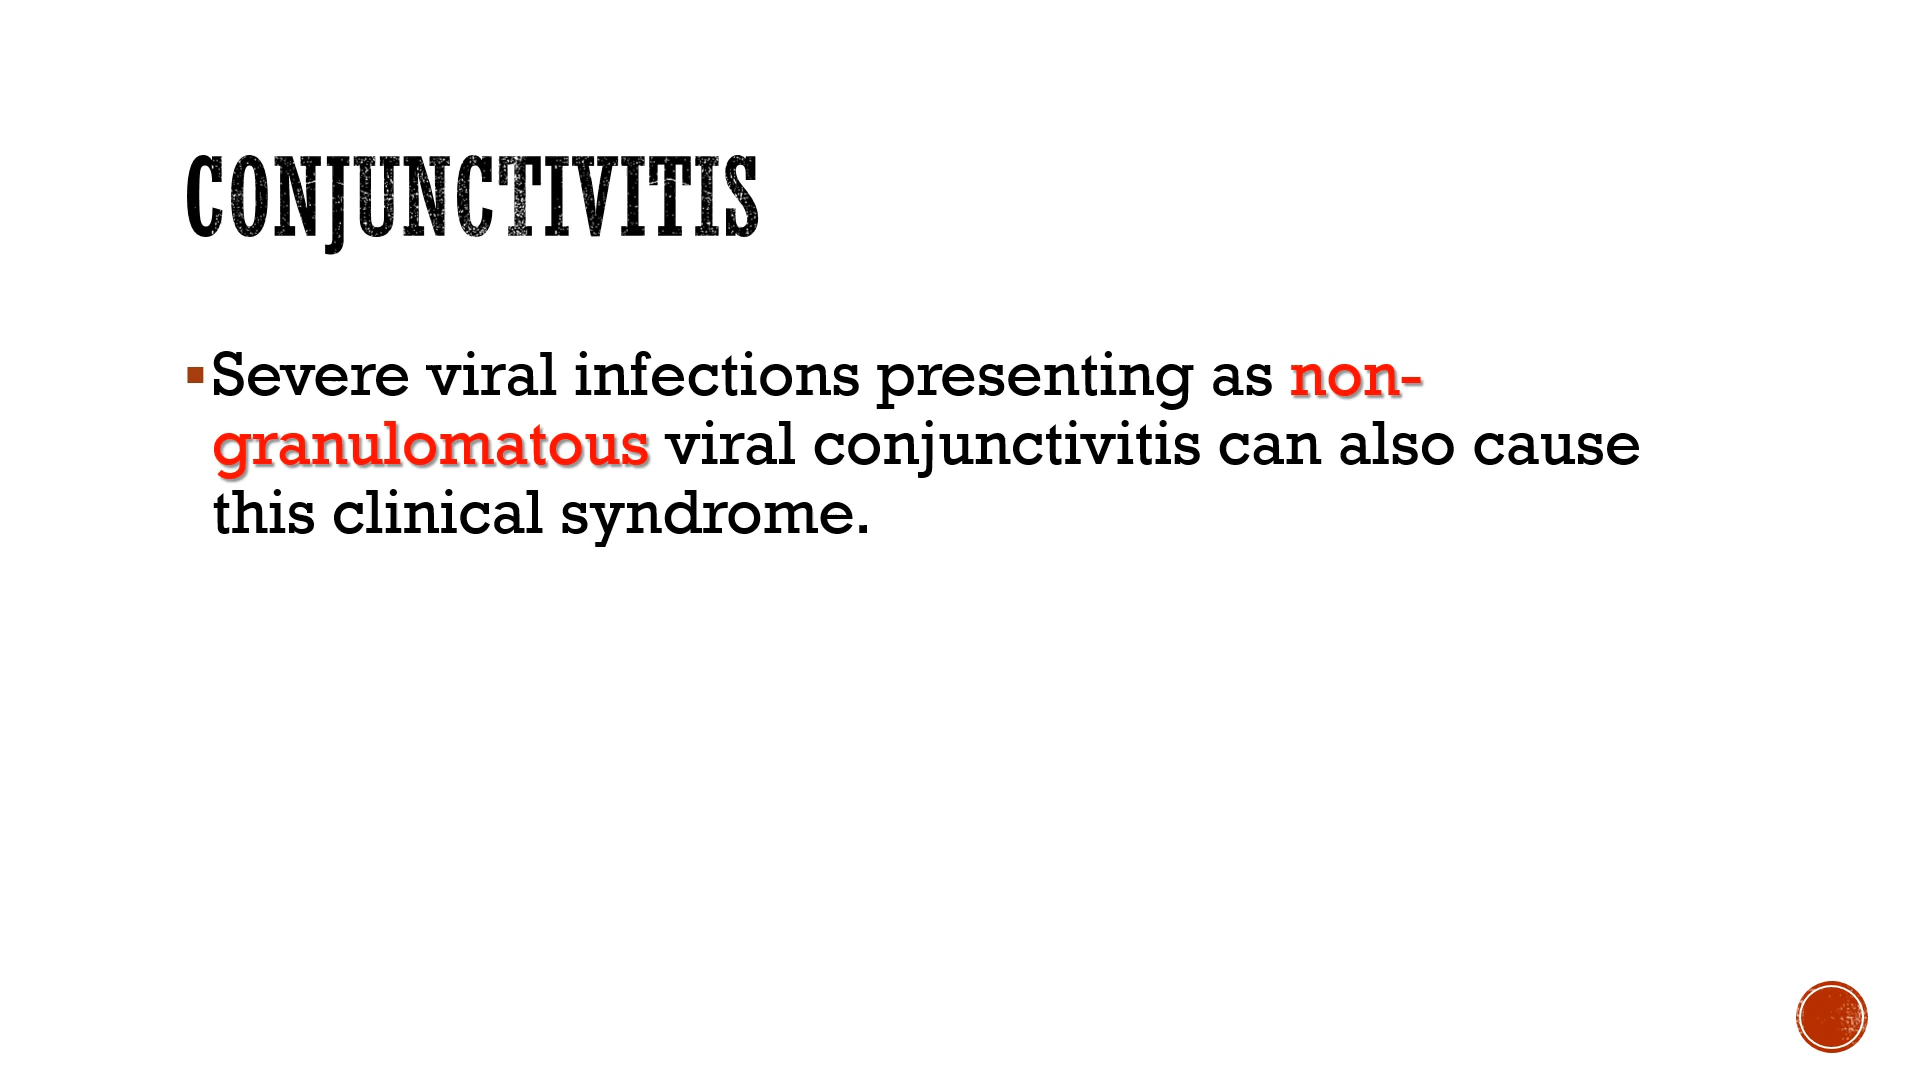 CONJUNCTIVITIS
▪Severe viral infections presenting as non-
granulomatous viral conjunctivitis can also cause
this clinical syndrome.